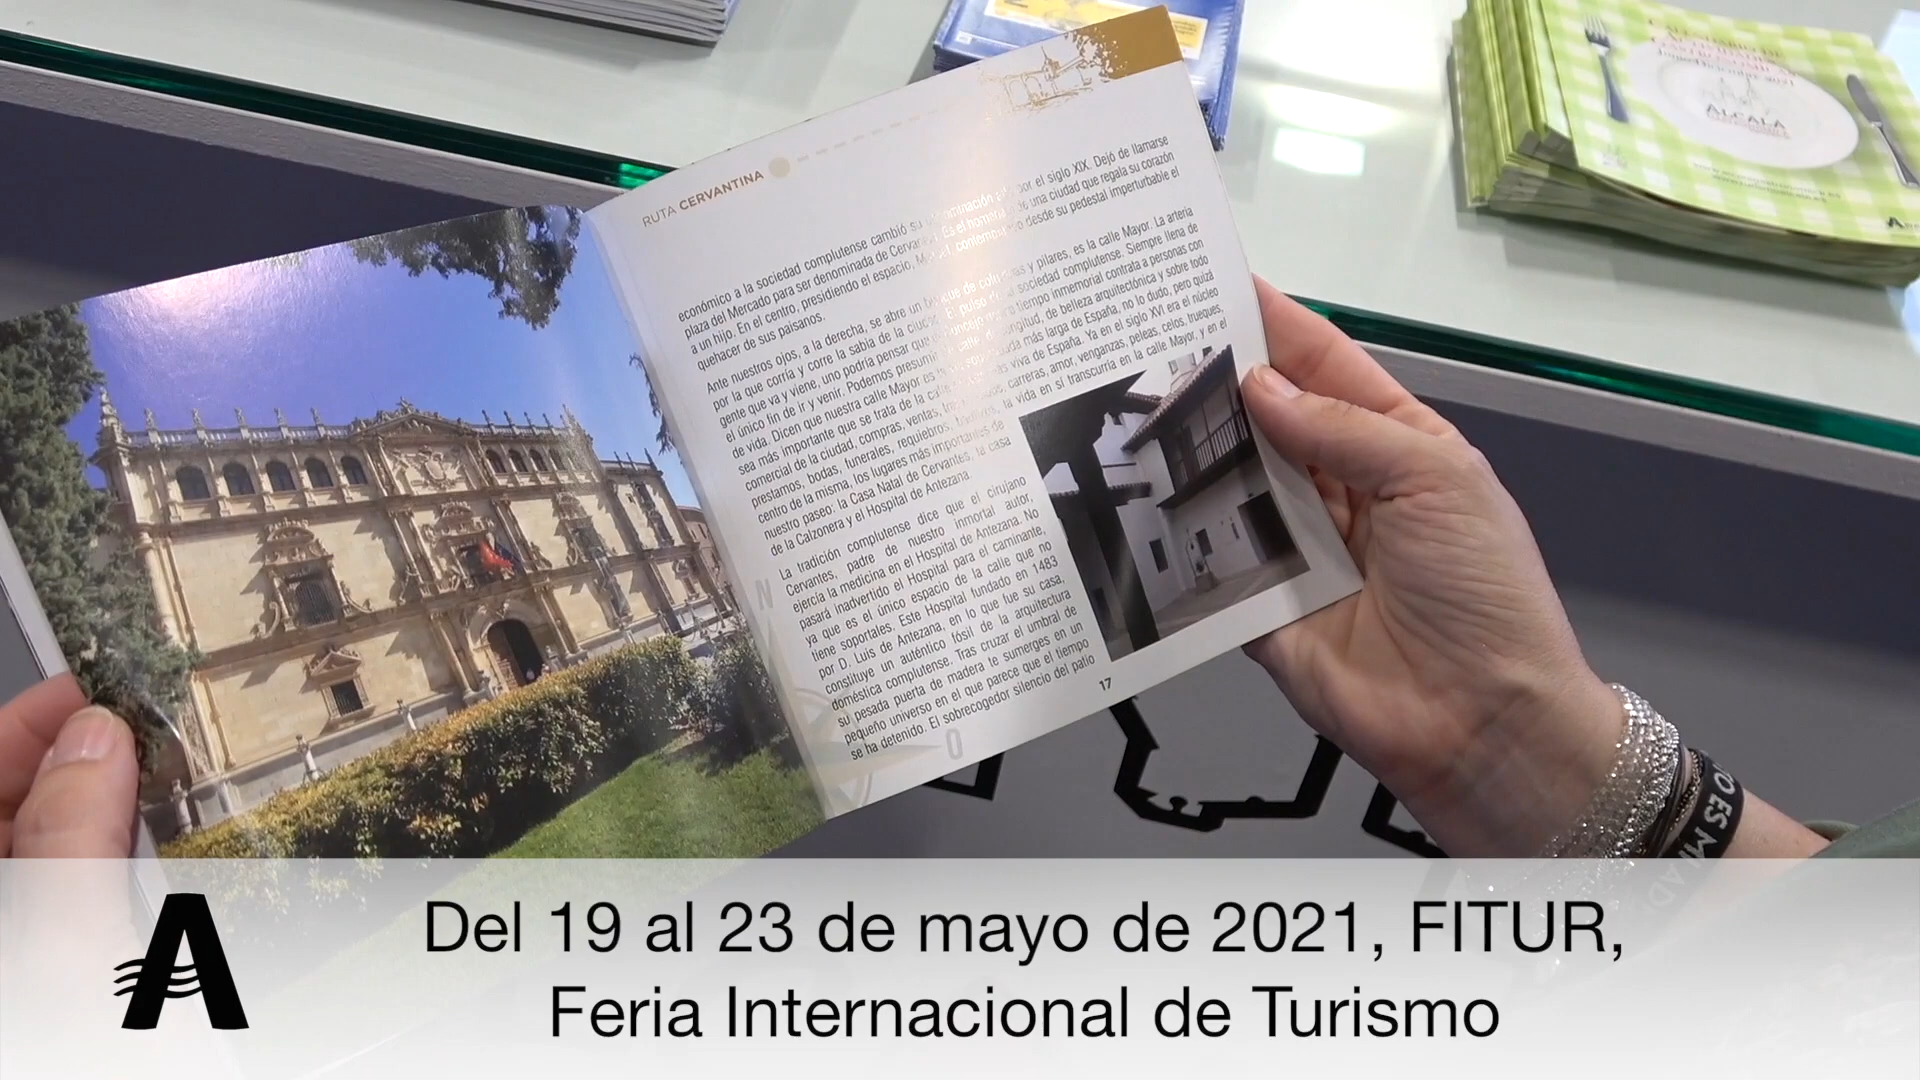 RUTA CERVANTINA
económico a la sociedad complutense cambió su por el siglo XIX. Dejó de llamarse
plaza del Mercado para ser denominada de Cervantes. Es el homenaje de una ciudad que regala su corazón
a un hijo. En el centro, presidiendo el espacio, desde su pedestal imperturbable el
quehacer de sus paisanos.
Ante nuestros ojos, a la derecha, se abre un bosque de columnas y pilares, es la calle Mayor. La arteria
por la que corría y corre la sabia de la ciudad. El pulso de la sociedad complutense. Siempre llena de
gente que va y viene, uno podría pensar que el concejo desde tiempo inmemorial contrata a personas con
el único fin de ir y venir. Podemos presumir de calle longitud, de belleza arquitectónica y sobre todo
de vida. Dicen que nuestra calle Mayor es la más larga de España, no lo dudo, pero quizá
sea más importante que se trata de la calle más viva de España. Ya en el siglo XVI era el núcleo
comercial de la ciudad, compras, ventas, carreras, amor, venganzas, peleas, celos, trueques,
prestamos, bodas, funerales, requiebros, la vida en sí transcurría en la calle Mayor, y en el
centro de la misma, los lugares más importantes de
nuestro paseo: la Casa Natal de Cervantes, la casa
de la Calzonera y el Hospital de Antezana.
La tradición complutense dice que el cirujano
Cervantes, padre de nuestro inmortal autor,
ejercía la medicina en el Hospital de Antezana. No
pasará inadvertido el Hospital para el caminante,
ya que es el único espacio de la calle que no
tiene soportales. Este Hospital fundado en 1483
por D. Luis de Antezana, en lo que fue su casa,
constituye un auténtico fósil de la arquitectura
doméstica complutense. Tras cruzar el umbral de
su pesada puerta de madera te sumerges en un
pequeño universo en el que parece que el tiempo
se ha detenido. El sobrecogedor silencio del patio
17
N
O
ALCALÁ
YO ES MI
A
Del 19 al 23 de mayo de 2021, FITUR,
Feria Internacional de Turismo